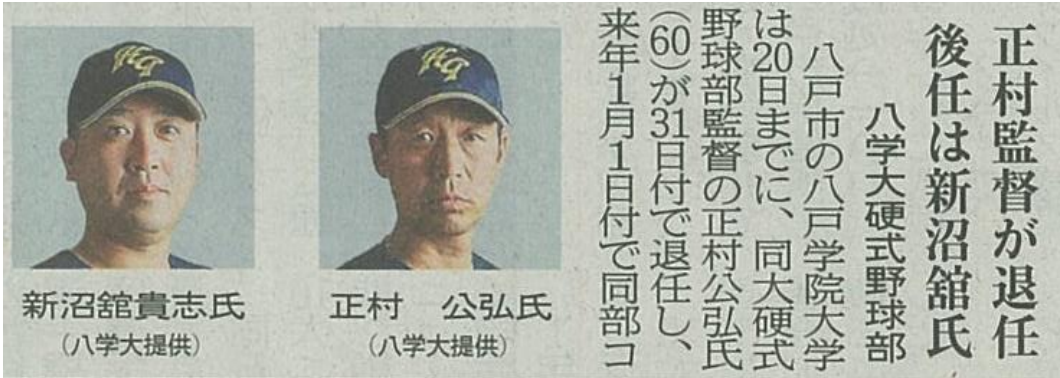 正村監督が退任
後任は新沼舘氏
八学大硬式野球部
八戸市の八戸学院大学
は20日までに、同大硬式
野球部監督の正村公弘氏
(60)が31日付で退任し、
来年1月1日付で同部コ
正村 公弘氏
(八学大提供)
新沼舘貴志氏
(八学大提供)
HG
HG